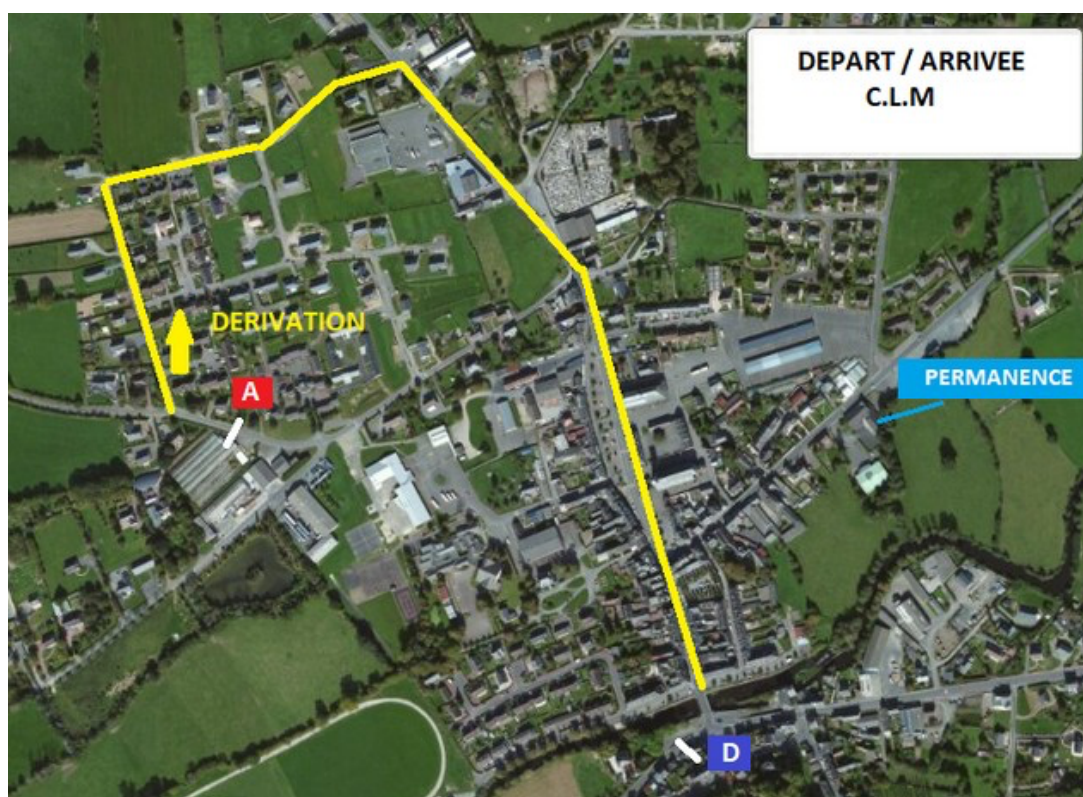 DEPART / ARRIVEE
C.L.M
DERIVATION
PERMANENCE
A
D